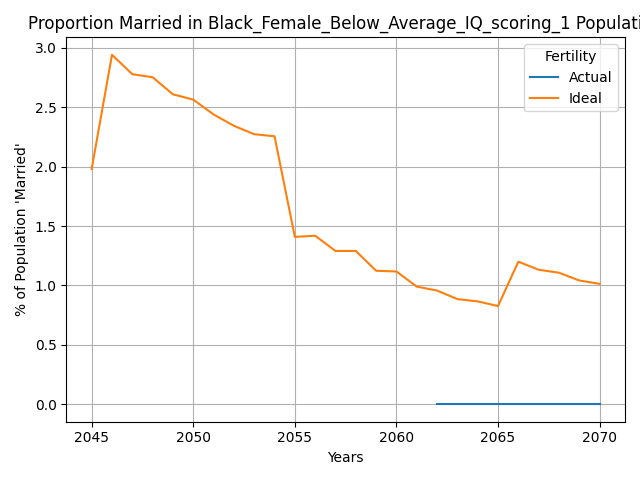 Proportion Married in Black_Female_Below_Average_IQ_scoring_1 Populati
Fertility
Actual
Ideal
3.0
2.5
2.0
1.5
1.0
0.5
0.0
% of Population 'Married'
2045
2050
2055
2060
2065
2070
Years